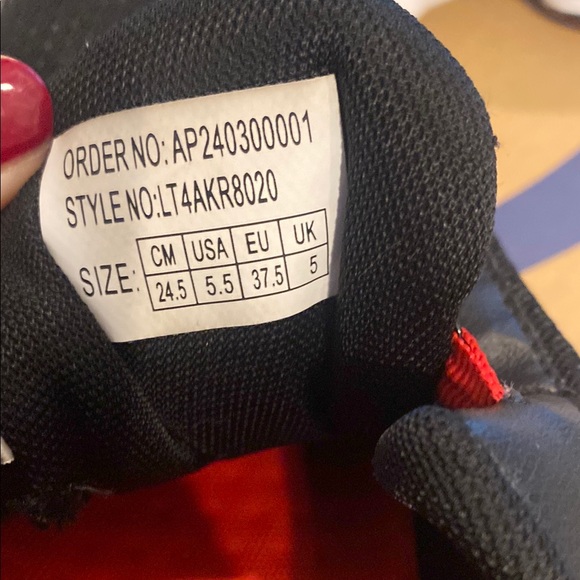 ORDER NO: AP240300001
STYLE NO:LT4AKR8020
SIZE: CM USA EU UK
24.5 5.5 37.5 5